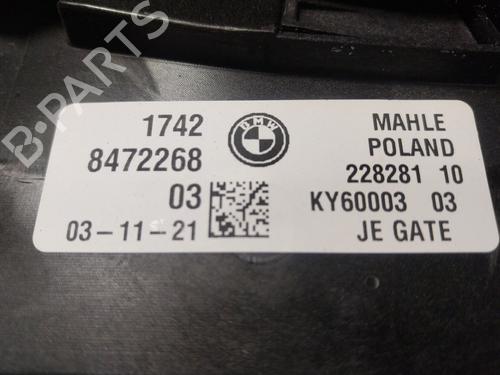 1742
8472268
03
03-11-21
BMW
MAHLE
POLAND
228281 10
KY60003 03
JE GATE
B-PARTS